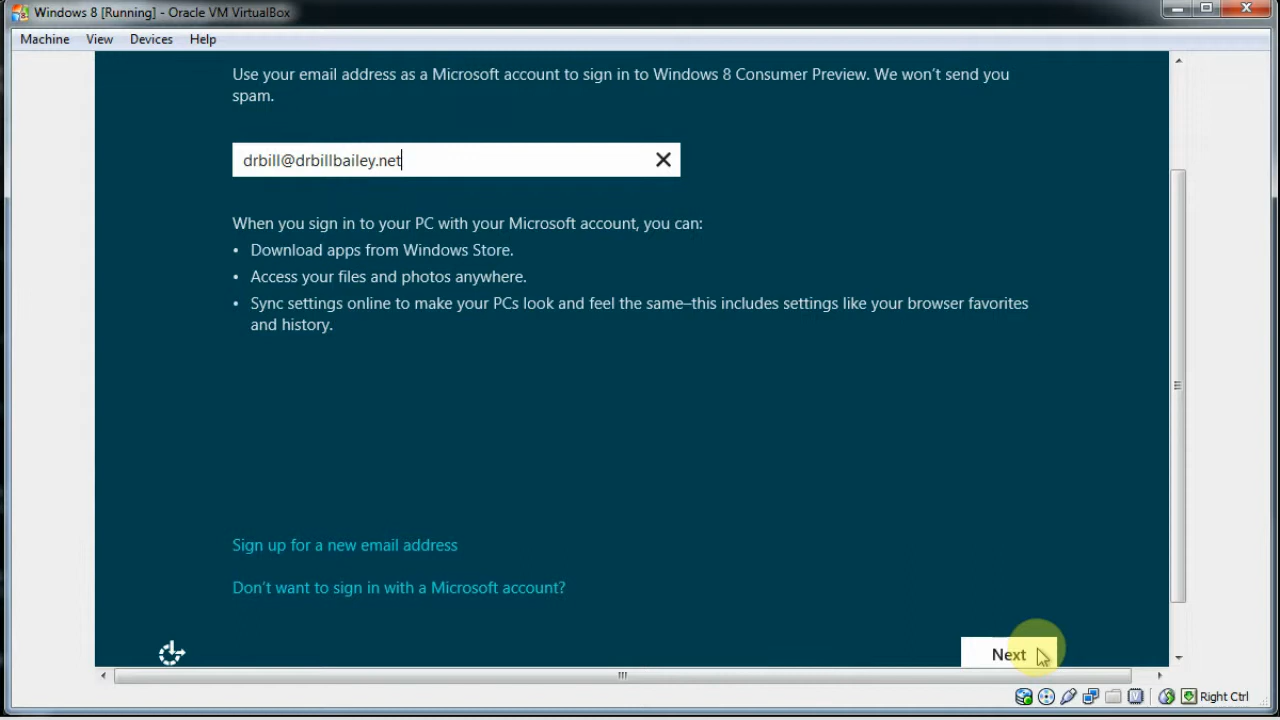 Windows 8 [Running] - Oracle VM VirtualBox
Machine View Devices Help
Use your email address as a Microsoft account to sign in to Windows 8 Consumer Preview. We won't send you
spam.
drbill@drbillbailey.net
When you sign in to your PC with your Microsoft account, you can:
• Download apps from Windows Store.
• Access your files and photos anywhere.
• Sync settings online to make your PCs look and feel the same–this includes settings like your browser favorites
and history.
Sign up for a new email address
Don't want to sign in with a Microsoft account?
Next
Right Ctrl